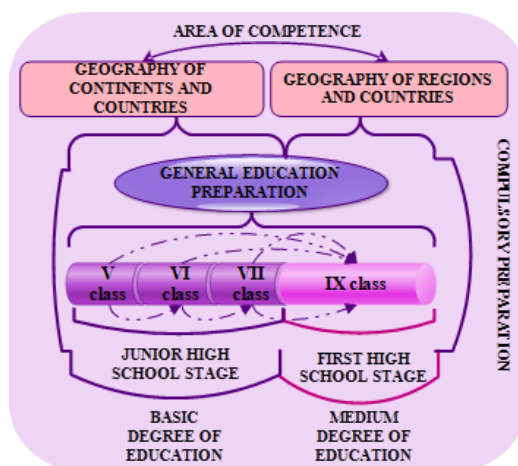 AREA OF COMPETENCE
GEOGRAPHY OF
CONTINENTS AND
COUNTRIES
GEOGRAPHY OF REGIONS
AND COUNTRIES
GENERAL EDUCATION
PREPARATION
COMPULSORY PREPARATION
V
class
VI
class
VII
class
IX class
JUNIOR HIGH
SCHOOL STAGE
FIRST HIGH
SCHOOL STAGE
BASIC
DEGREE OF
EDUCATION
MEDIUM
DEGREE OF
EDUCATION